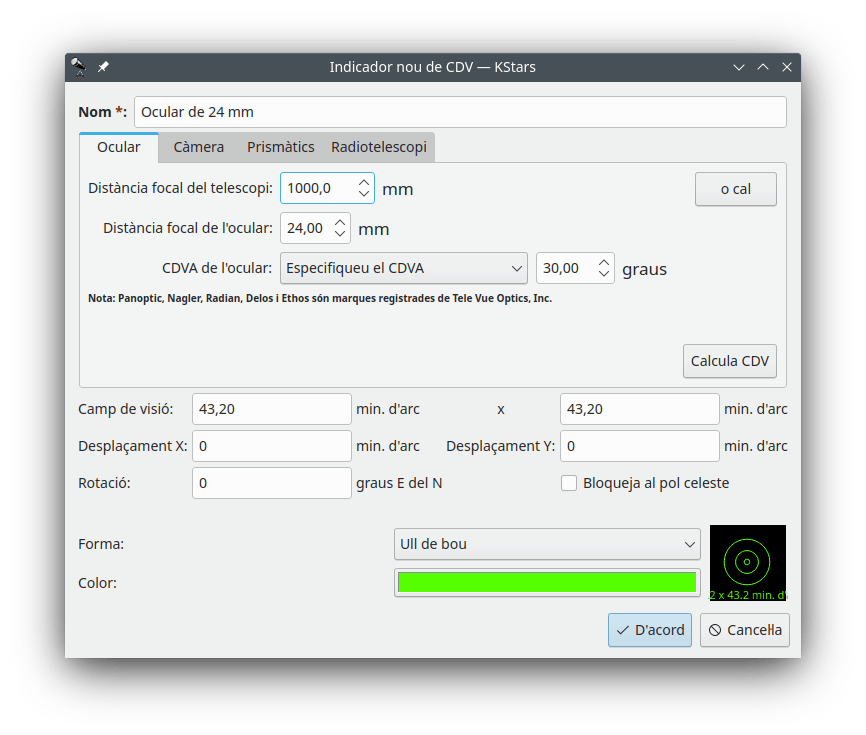 Indicador nou de CDV — KStars
Nom *: Ocular de 24 mm
Ocular Càmera Prismàtics Radiotelescopi
Distància focal del telescopi: 1000,0 mm o cal
Distància focal de l'ocular: 24,00 mm
CDVA de l'ocular: Especifiqueu el CDVA 30,00 graus
Nota: Panoptic, Nagler, Radian, Delos i Ethos són marques registrades de Tele Vue Optics, Inc.
Calcula CDV
Camp de visió: 43,20 min. d'arc x 43,20 min. d'arc
Desplaçament X: 0 min. d'arc Desplaçament Y: 0 min. d'arc
Rotació: 0 graus E del N Bloqueja al pol celeste
Forma: Ull de bou
Color:
2 x 43.2 min. d'
D'acord Cancel·la